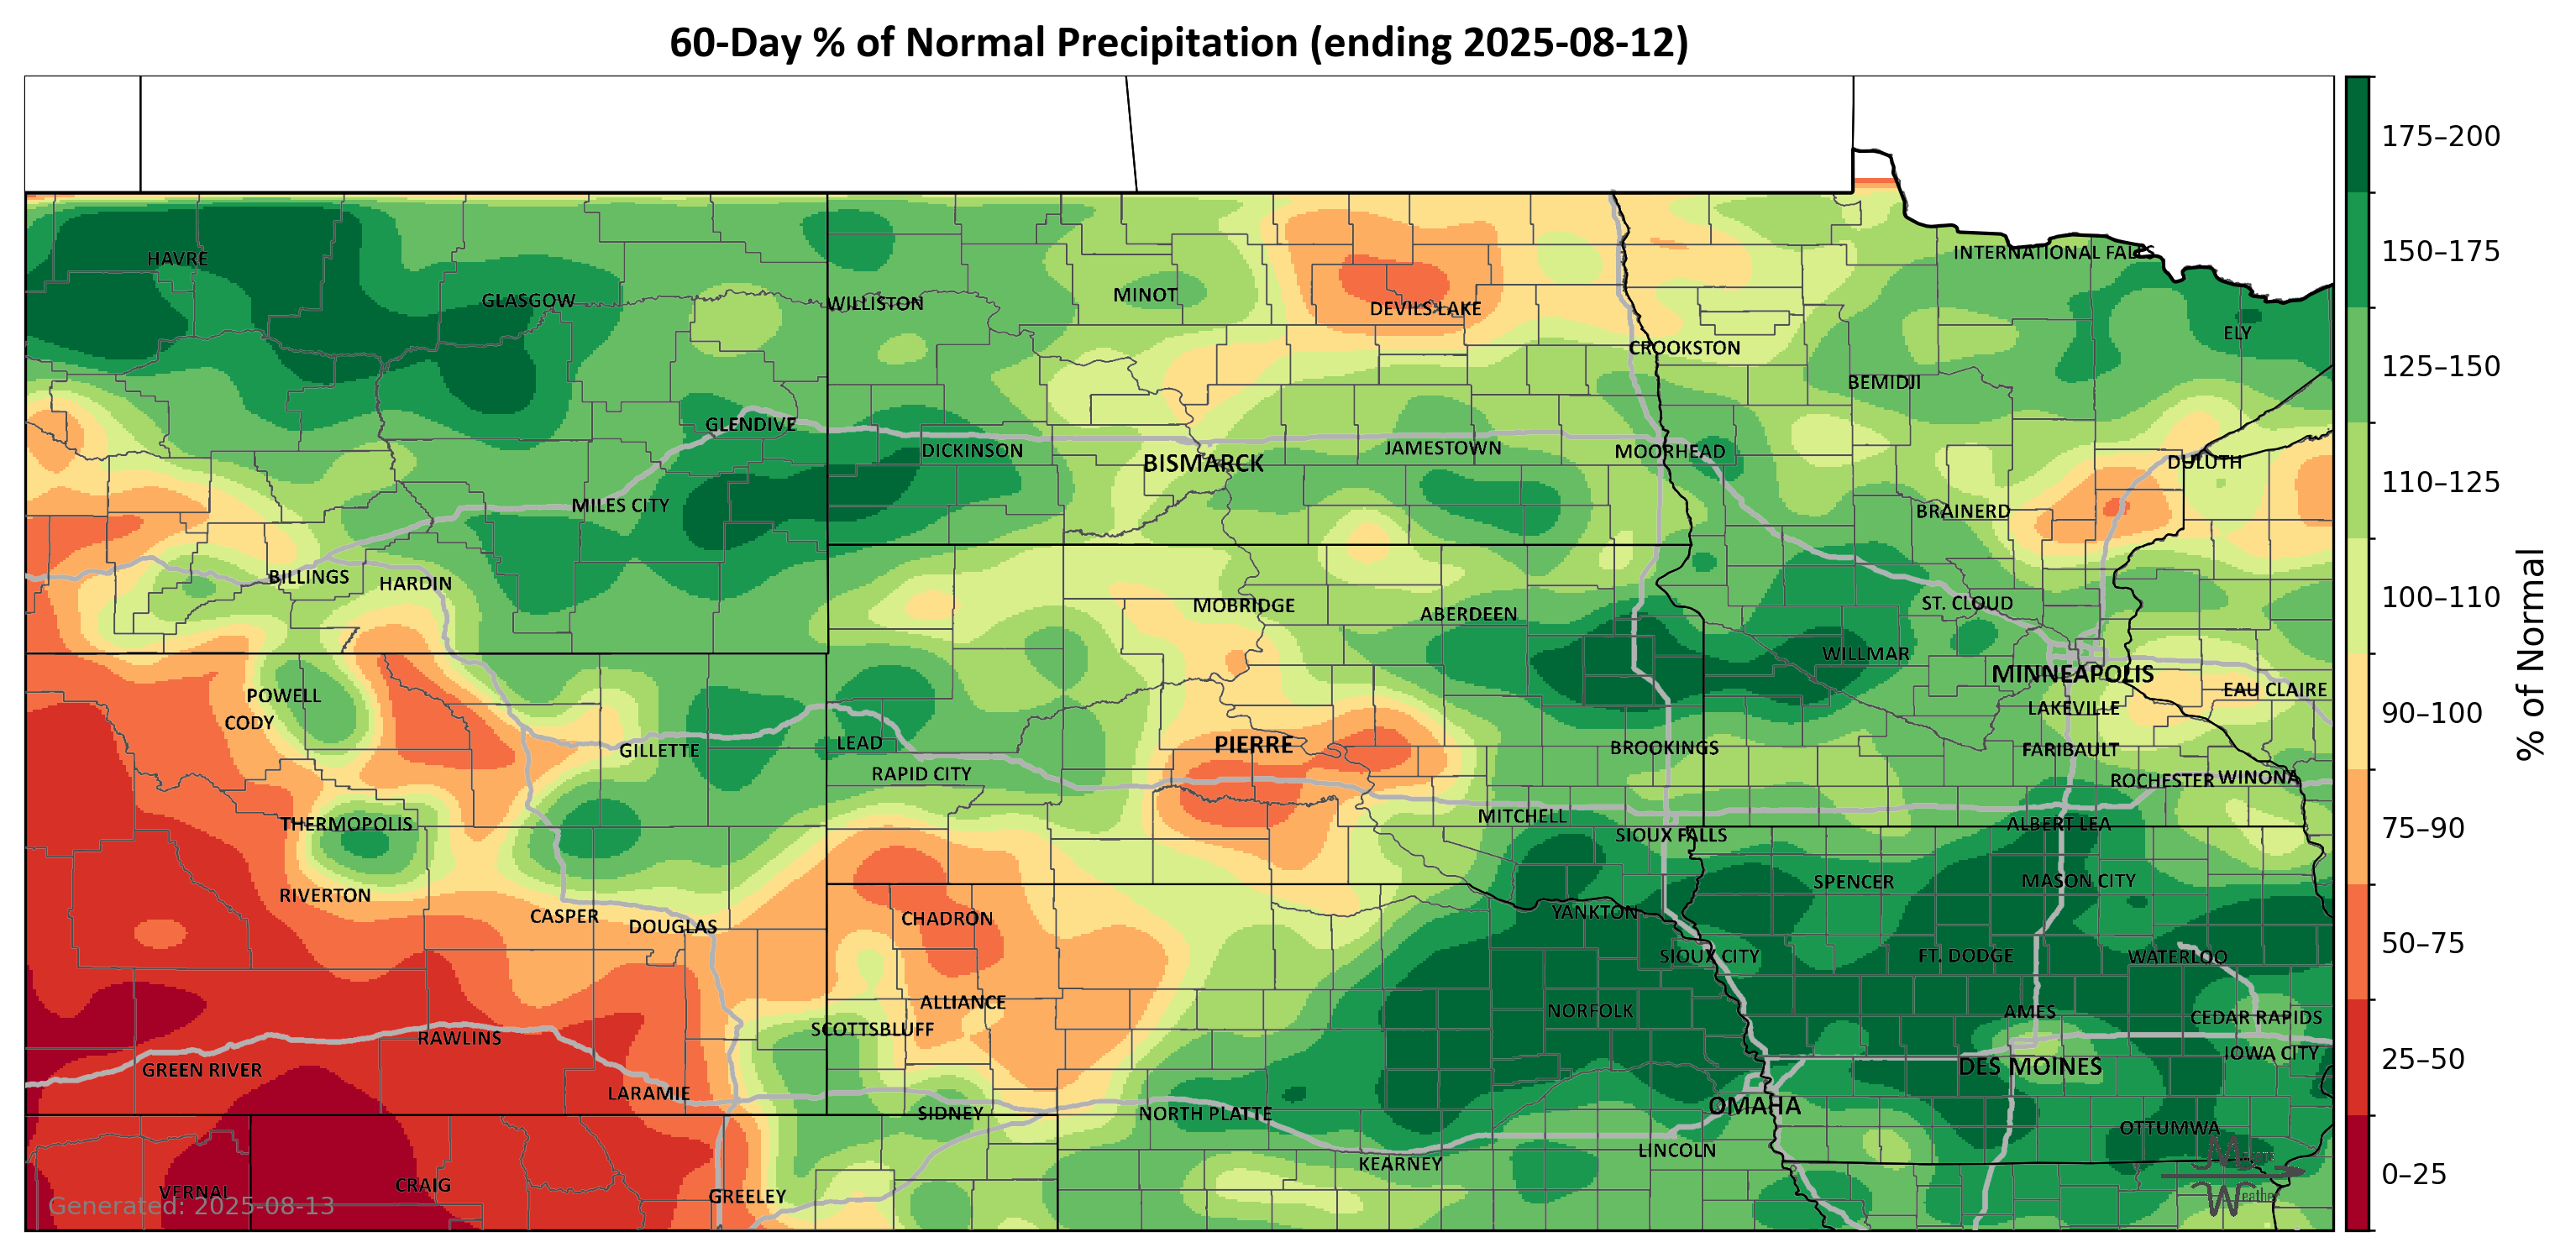 60-Day % of Normal Precipitation (ending 2025-08-12)
175–200
150–175
125–150
110–125
100–110
90–100
75–90
50–75
25–50
0–25
% of Normal
HAVRE
GLASGOW
WILLISTON
MINOT
DEVILS LAKE
INTERNATIONAL FALLS
ELY
CROOKSTON
BEMIDJI
GLENDIVE
DICKINSON
BISMARCK
JAMESTOWN
MOORHEAD
DULUTH
MILES CITY
BRAINERD
BILLINGS
HARDIN
MOBRIDGE
ABERDEEN
ST. CLOUD
WILLMAR
MINNEAPOLIS
EAU CLAIRE
POWELL
CODY
LAKEVILLE
GILLETTE
LEAD
PIERRE
BROOKINGS
FARIBAULT
RAPID CITY
ROCHESTER
WINONA
THERMOPOLIS
MITCHELL
SIOUX FALLS
ALBERT LEA
RIVERTON
CASPER
DOUGLAS
CHADRON
YANKTON
SPENCER
MASON CITY
SIOUX CITY
FT. DODGE
WATERLOO
ALLIANCE
NORFOLK
AMES
CEDAR RAPIDS
SCOTTSBLUFF
RAWLINS
GREEN RIVER
DES MOINES
IOWA CITY
LARAMIE
SIDNEY
NORTH PLATTE
OMAHA
OTTUMWA
KEARNEY
LINCOLN
VERNAL
CRAIG
GREELEY
Generated: 2025-08-13
Weather